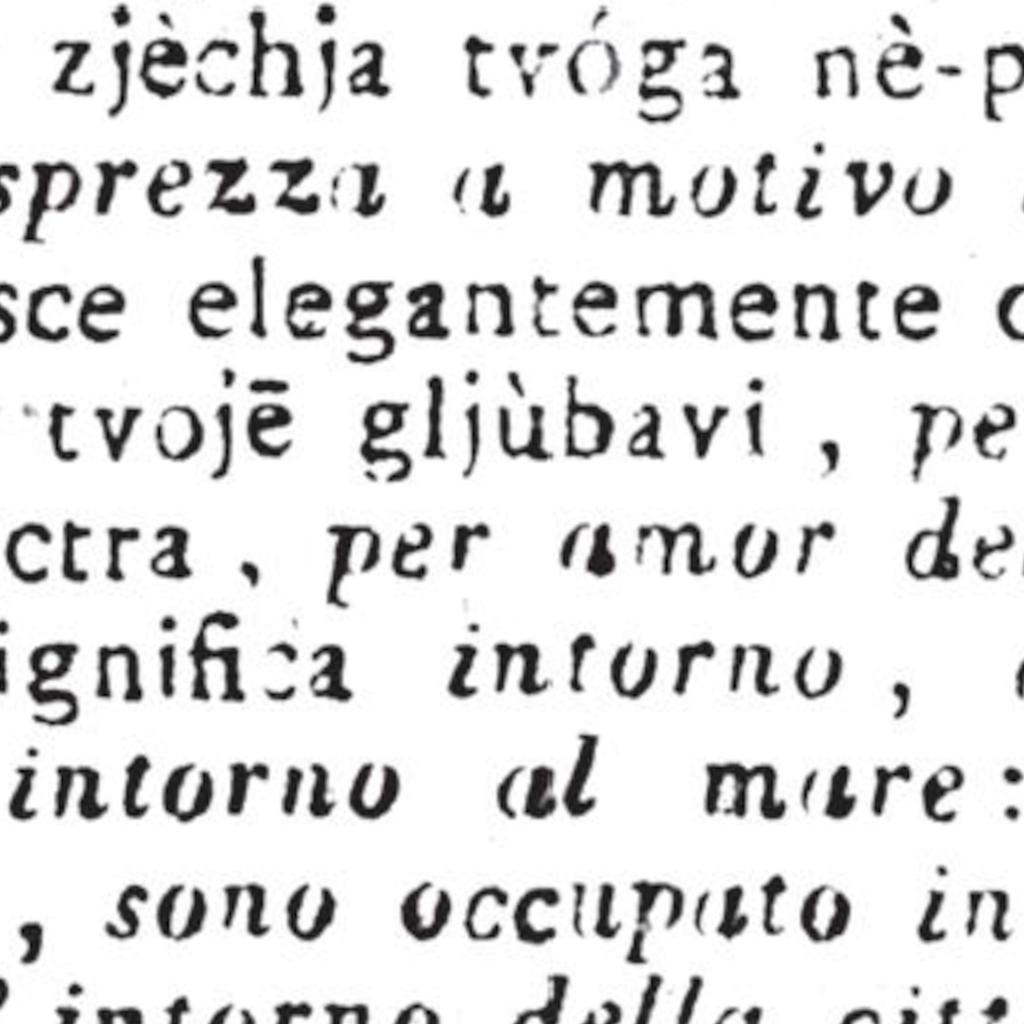 zjèchja tvóga nè-p
sprezza a motivo
sce elegantemente
tvojē gljùbavi , pe
ctra , per amor de
ignifica intorno ,
intorno al mare :
, sono occupato in
intorno della citt